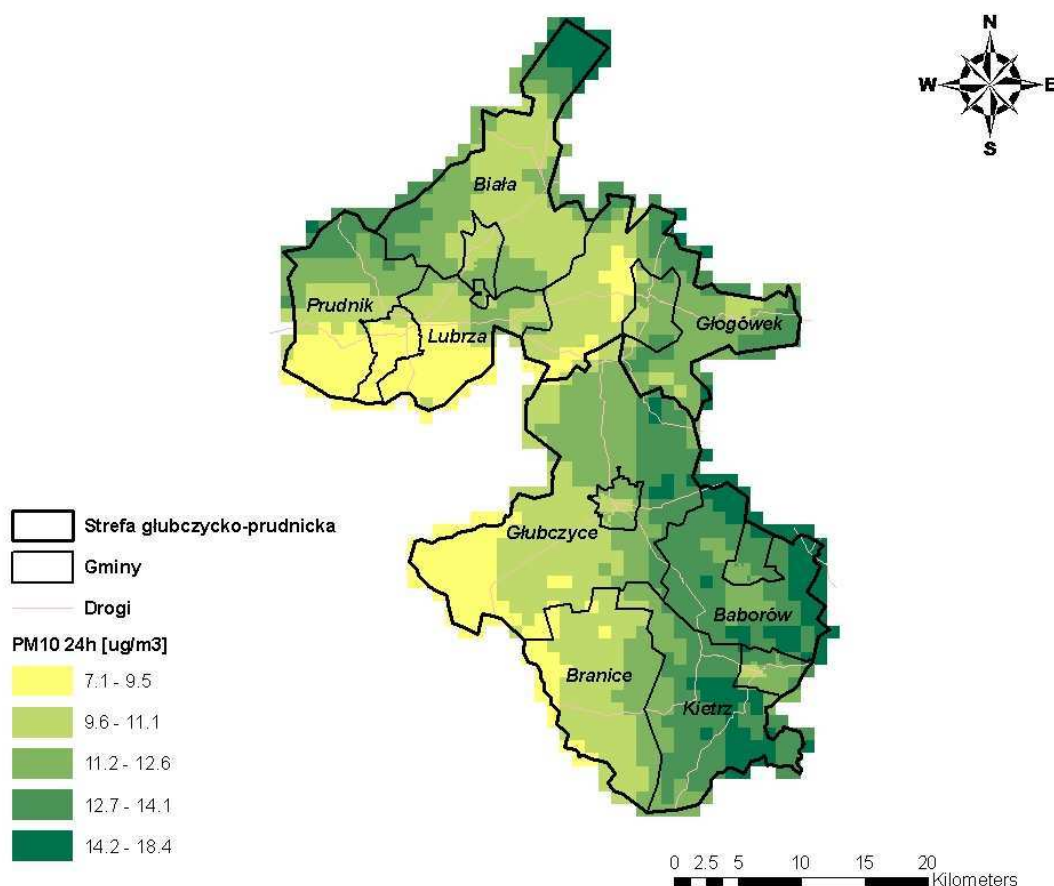 N
W E
S
Biała
Prudnik
Lubrza
Głogówek
Głubczyce
Baborów
Branice
Kietrz
Strefa głubczycko-prudnicka
Gminy
Drogi
PM10 24h [ug/m3]
7.1 - 9.5
9.6 - 11.1
11.2 - 12.6
12.7 - 14.1
14.2 - 18.4
0 2.5 5 10 15 20
Kilometers